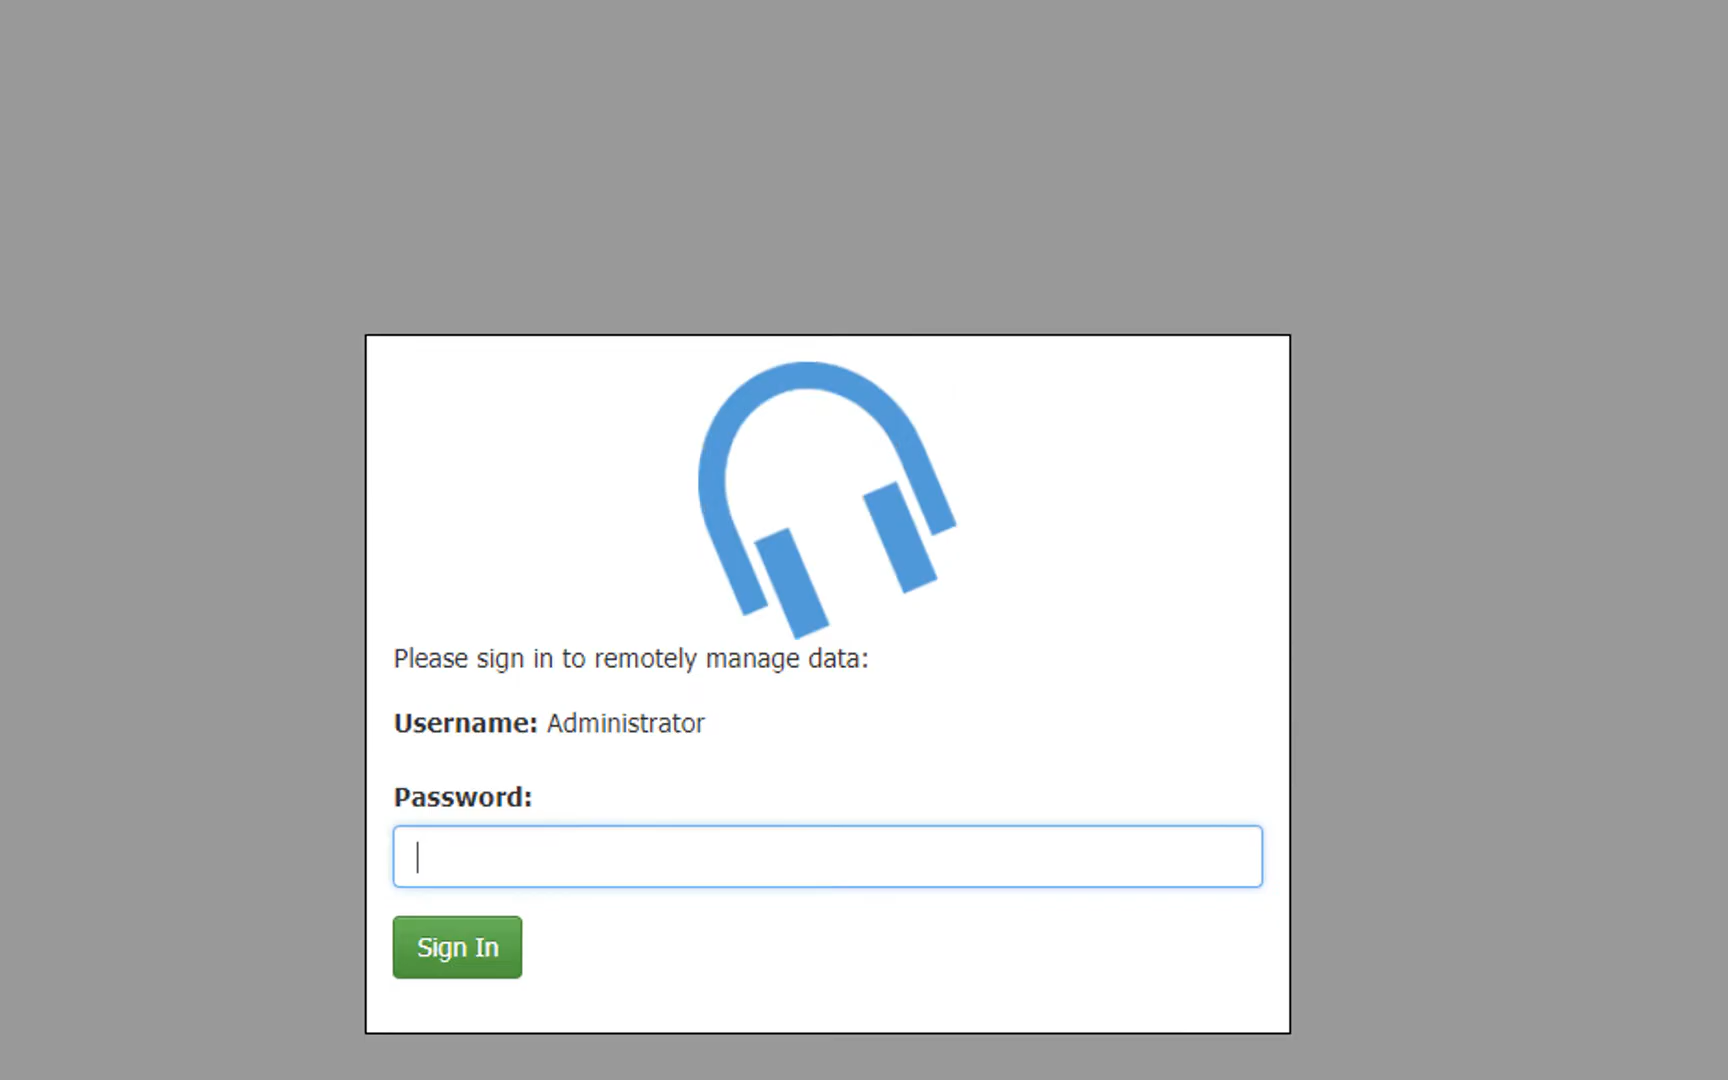 Please sign in to remotely manage data:
Username: Administrator
Password:
Sign In